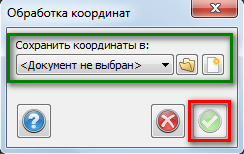 Обработка координат
Сохранить координаты в:
<Документ не выбран>